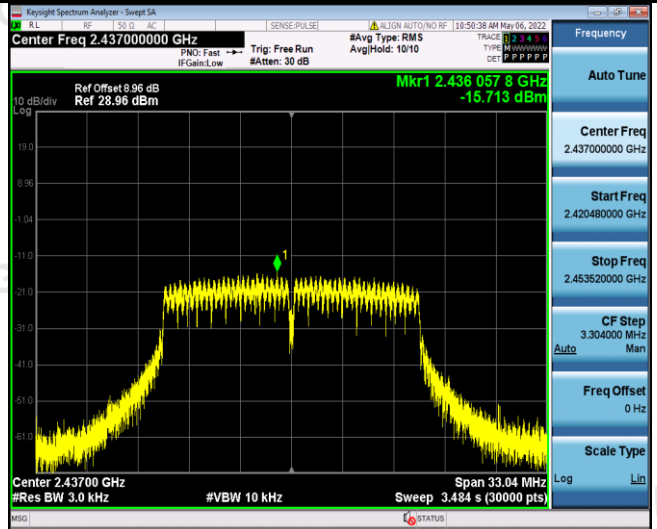 Keysight Spectrum Analyzer - Swept SA
RL RF 50 Ω AC SENSE:PULSE ALIGN AUTO/NO RF 10:50:38 AM May 06, 2022
Center Freq 2.437000000 GHz
PNO: Fast
IFGain:Low
Trig: Free Run
#Atten: 30 dB
#Avg Type: RMS
Avg|Hold: 10/10
TRACE 1 2 3 4 5 6
TYPE M WWWWW
DET P P P P P P
Frequency
Auto Tune
Center Freq
2.437000000 GHz
Start Freq
2.420480000 GHz
Stop Freq
2.453520000 GHz
CF Step
3.304000 MHz
Auto Man
Freq Offset
0 Hz
Scale Type
Log Lin
Mkr1 2.436 057 8 GHz
-15.713 dBm
Ref Offset 8.96 dB
10 dB/div Ref 28.96 dBm
Log
19.0
8.96
-1.04
-11.0
-21.0
-31.0
-41.0
-51.0
-61.0
1
Center 2.43700 GHz Span 33.04 MHz
#Res BW 3.0 kHz #VBW 10 kHz Sweep 3.484 s (30000 pts)
MSG STATUS